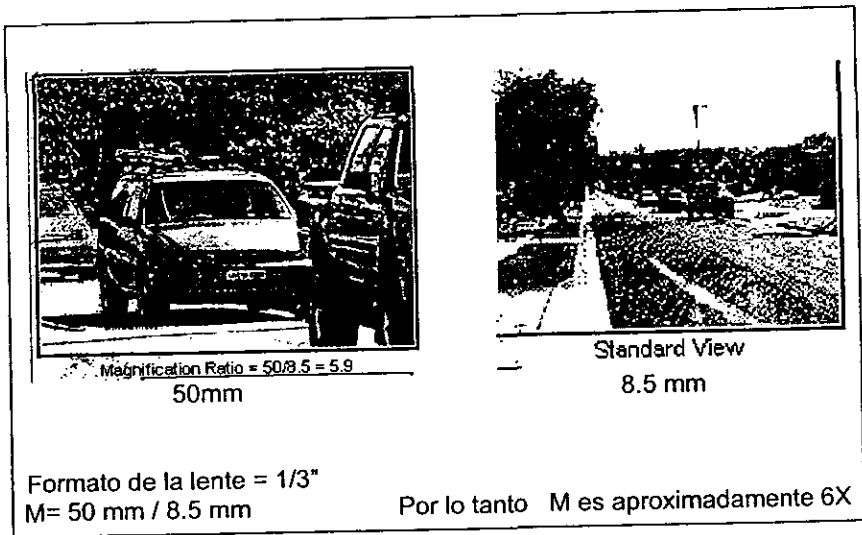 Magnification Ratio = 50/8.5 = 5.9
50mm
Standard View
8.5 mm
Formato de la lente = 1/3"
M= 50 mm / 8.5 mm
Por lo tanto M es aproximadamente 6X